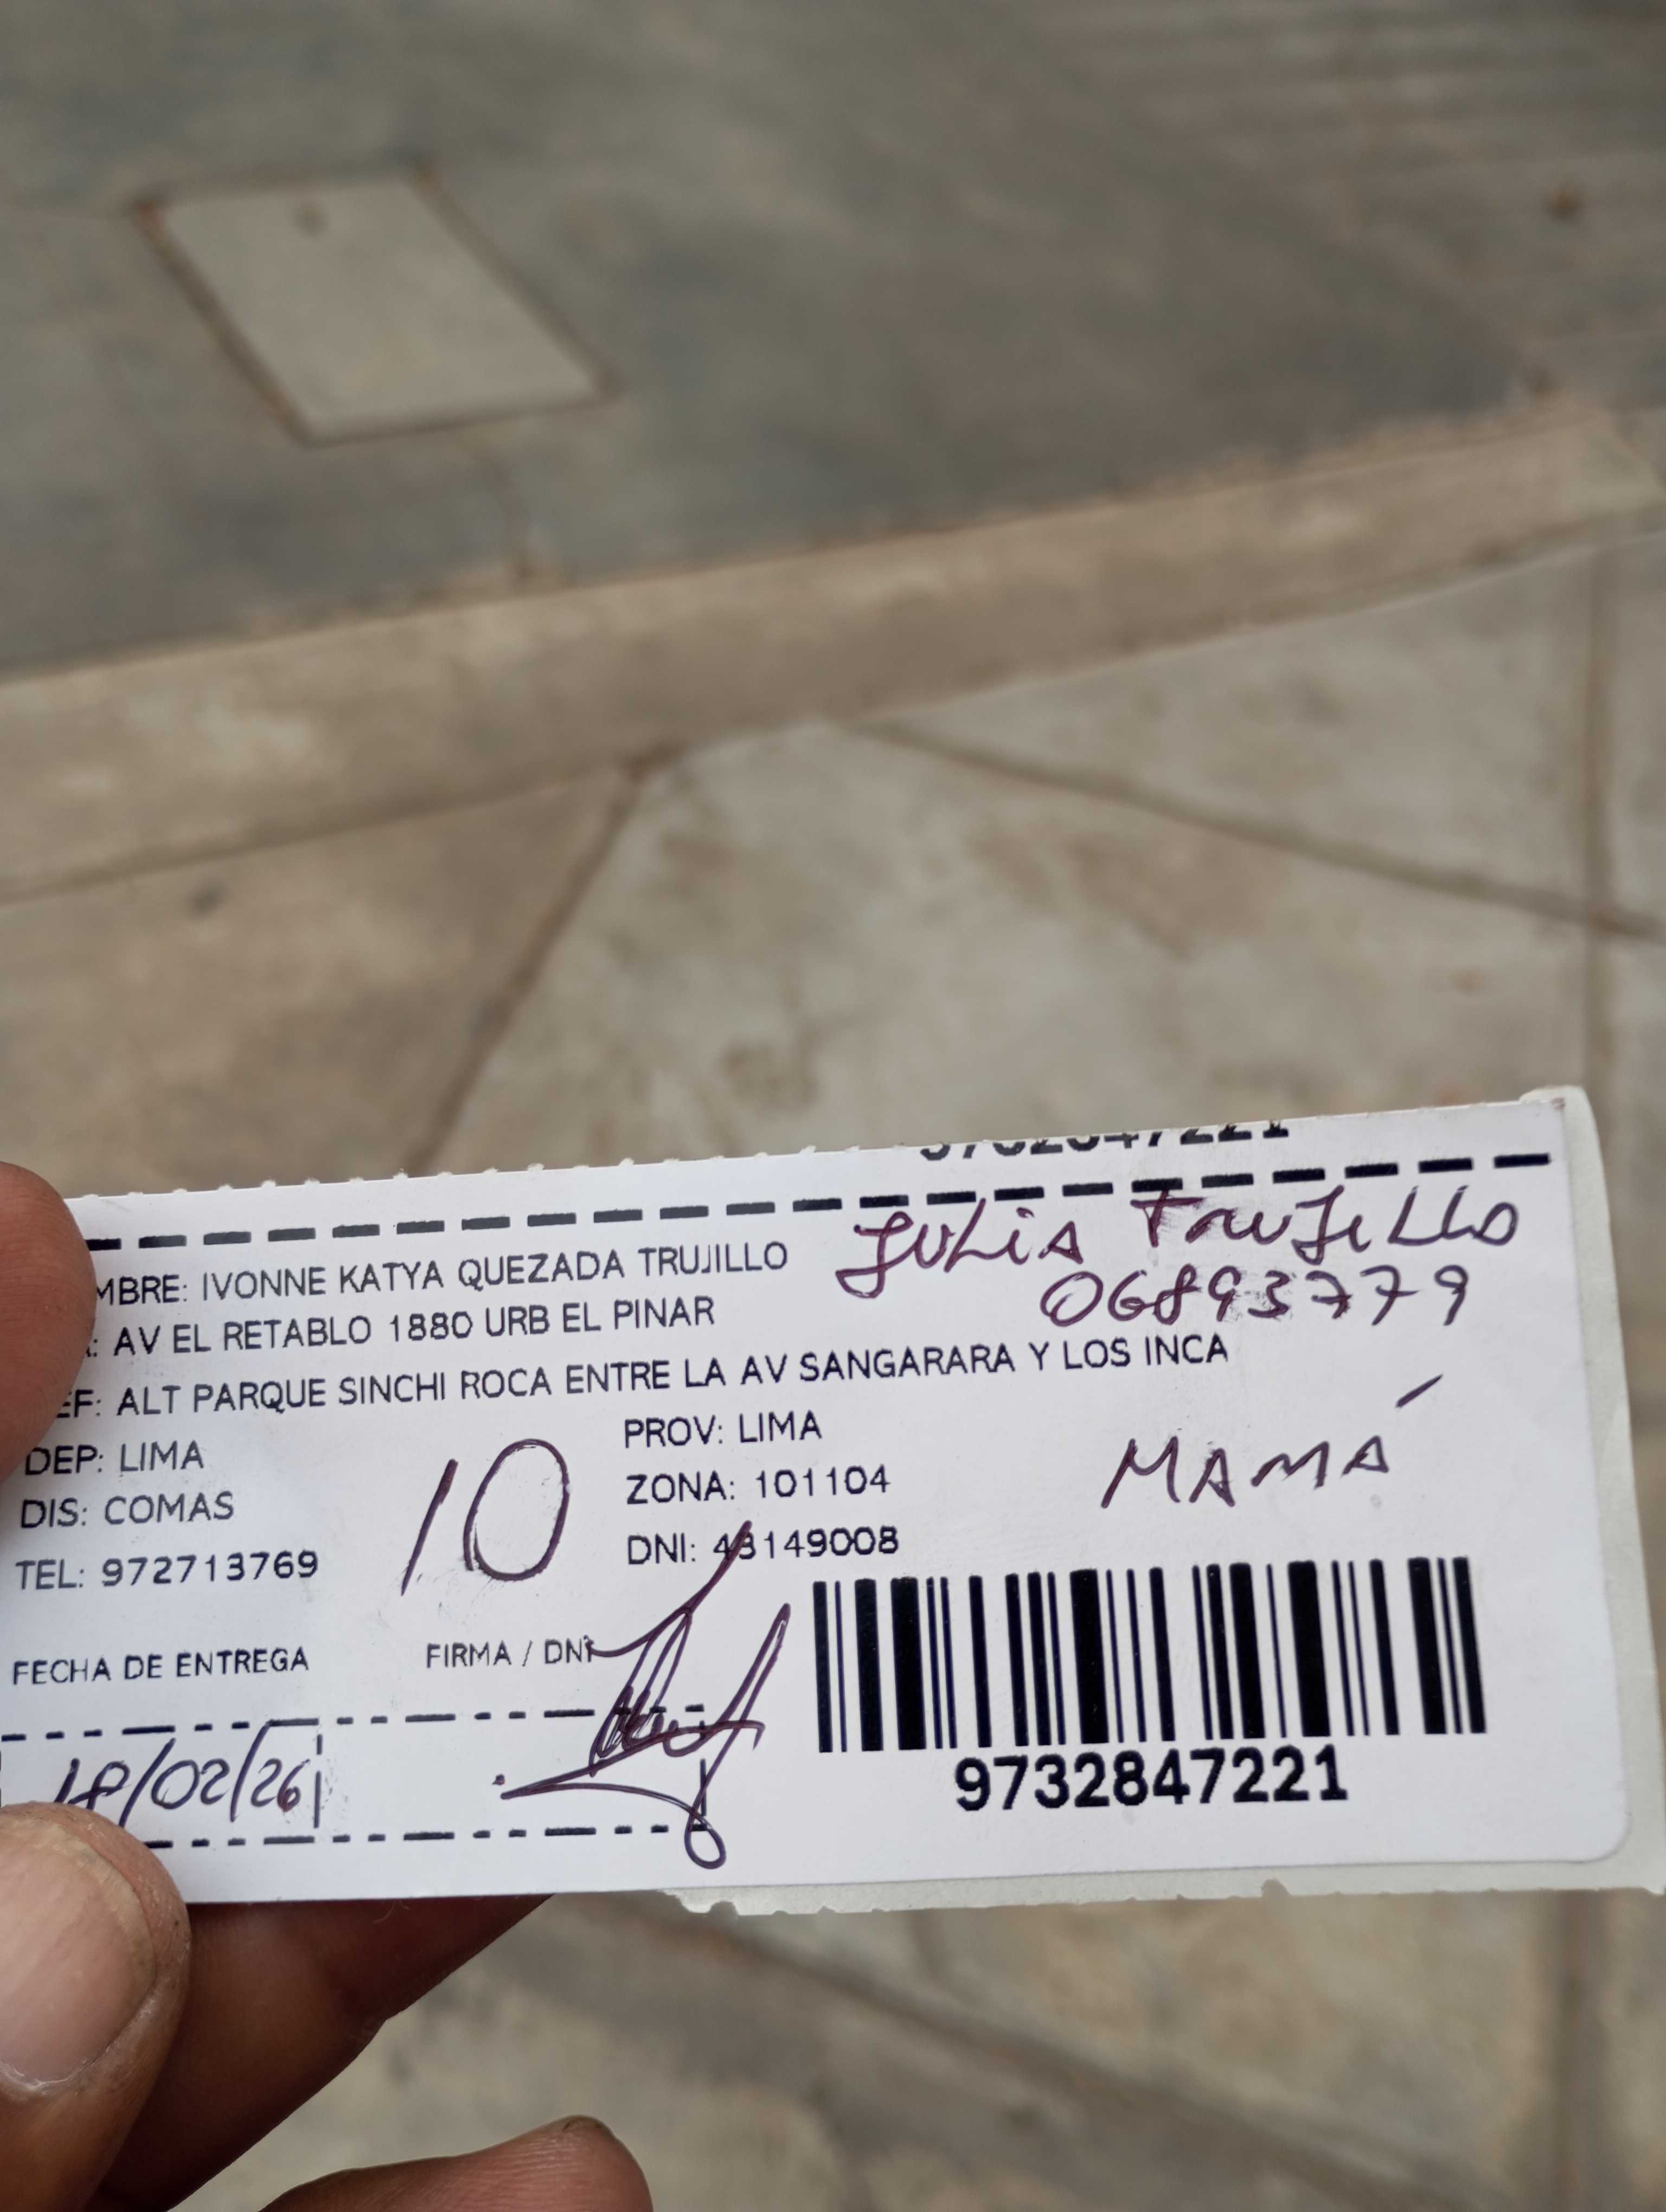 JULIA TRUJILLO
06893779
MBRE: IVONNE KATYA QUEZADA TRUJILLO
: AV EL RETABLO 1880 URB EL PINAR
EF: ALT PARQUE SINCHI ROCA ENTRE LA AV SANGARARA Y LOS INCA
DEP: LIMA
PROV: LIMA
MAMÁ
DIS: COMAS
10
ZONA: 101104
TEL: 972713769
DNI: 43149008
FECHA DE ENTREGA
FIRMA / DNI
18/02/26
9732847221